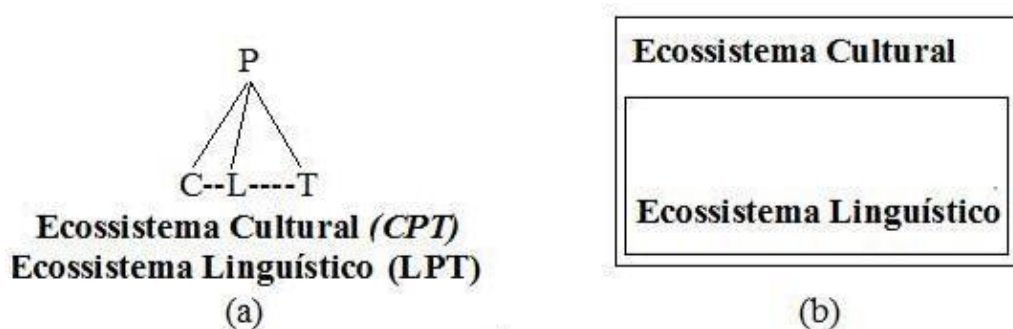 P
C--L----T
Ecossistema Cultural (CPT)
Ecossistema Linguístico (LPT)
(a)
Ecossistema Cultural
Ecossistema Linguístico
(b)